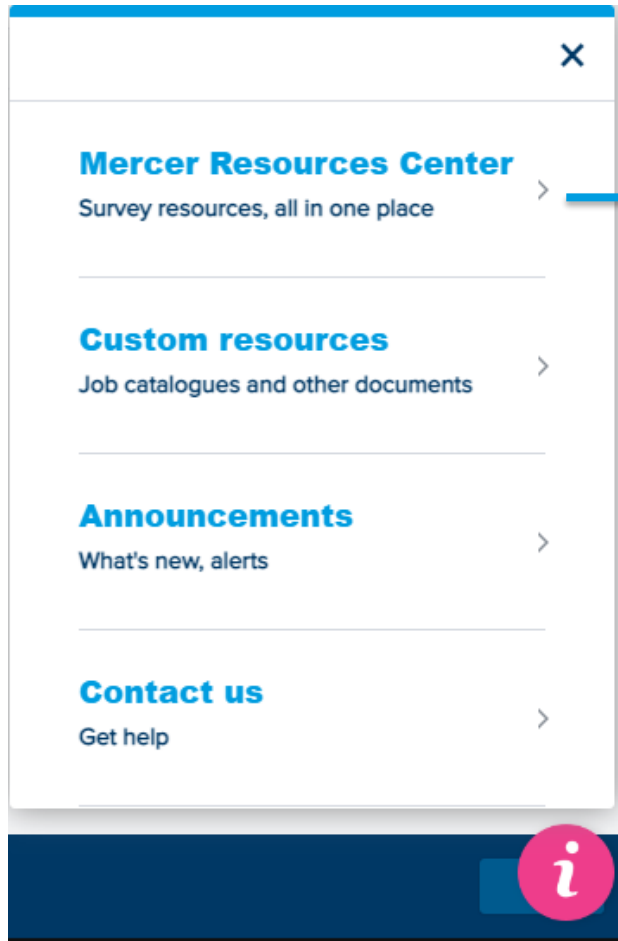 Mercer Resources Center
Survey resources, all in one place
Custom resources
Job catalogues and other documents
Announcements
What's new, alerts
Contact us
Get help
i